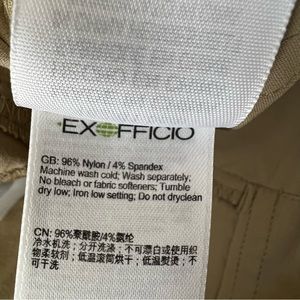 EXOFFICIO
GB: 96% Nylon / 4% Spandex
Machine wash cold; Wash separately;
No bleach or fabric softeners; Tumble
dry low; Iron low setting; Do not dryclean
CN: 96%聚酰胺/4%氨纶
冷水机洗；分开洗涤；不可漂白或使用织
物柔软剂；低温滚筒烘干；低温熨烫；不
可干洗